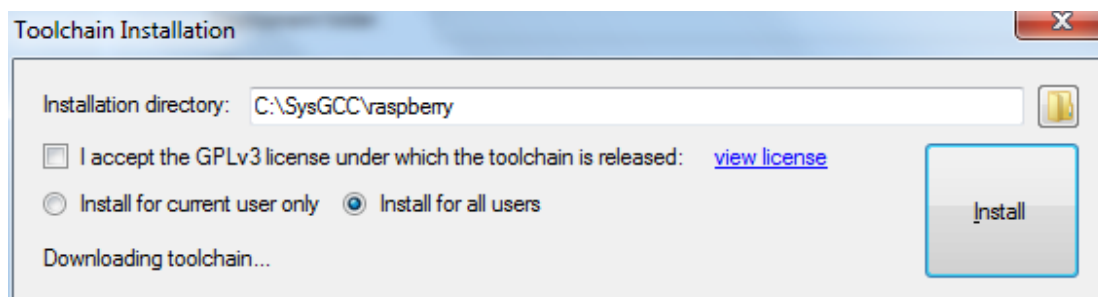 Toolchain Installation
Installation directory: C:\SysGCC\raspberry
I accept the GPLv3 license under which the toolchain is released: view license
Install for current user only Install for all users
Install
Downloading toolchain...